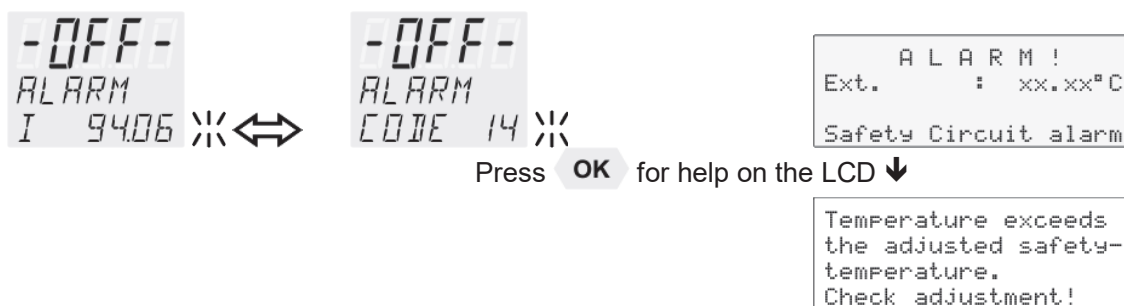 -OFF-
ALARM
I 94.06
-OFF-
ALARM
CODE 14
A L A R M !
Ext. : xx.xx°C
Safety Circuit alarm
Press OK for help on the LCD
Temperature exceeds
the adjusted safety-
temperature.
Check adjustment!